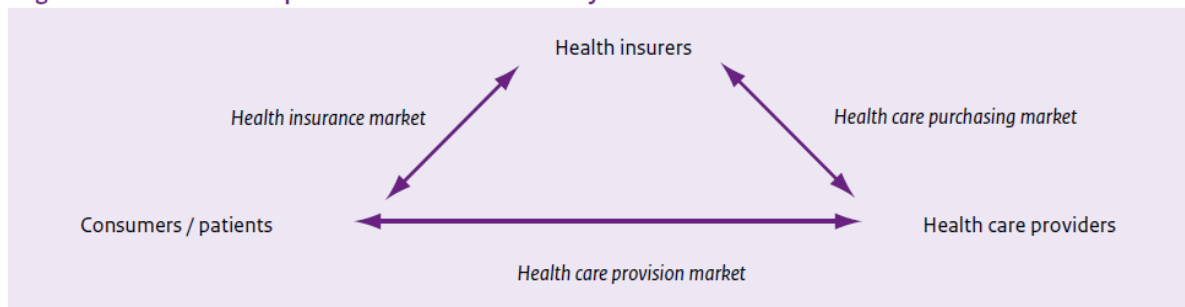 Health insurers
Health insurance market
Health care purchasing market
Consumers / patients
Health care providers
Health care provision market